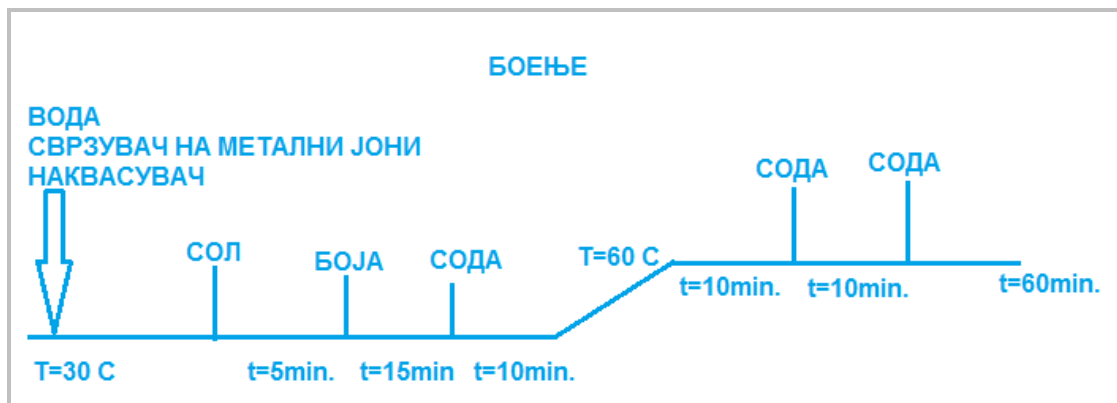 БОЕЊЕ
ВОДА
СВРЗУВАЧ НА МЕТАЛНИ ЈОНИ
НАКВАСУВАЧ
СОЛ
БОЈА
СОДА
T=60 C
СОДА
СОДА
t=10min.
t=10min.
t=60min.
T=30 C
t=5min.
t=15min
t=10min.